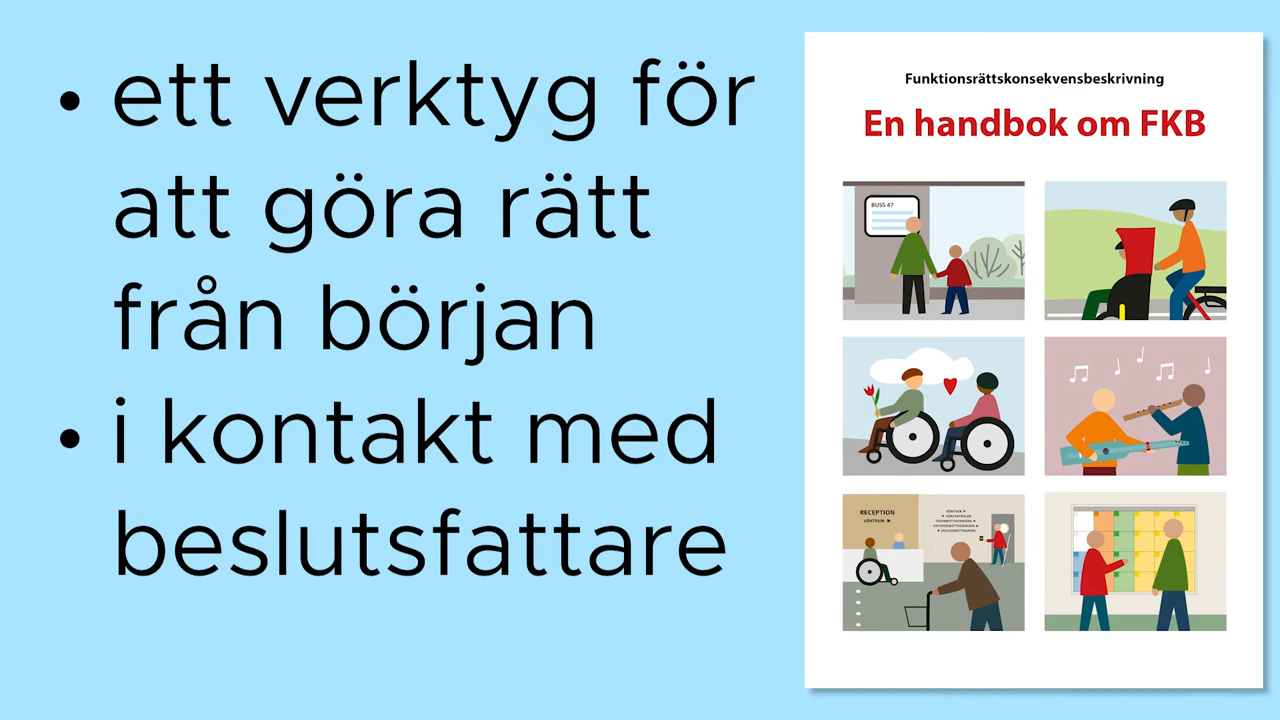 • ett verktyg för
att göra rätt
från början
• i kontakt med
beslutsfattare
Funktionsrättskonsekvensbeskrivning
En handbok om FKB
BUSS 47
RECEPTION
VÄNTRUM